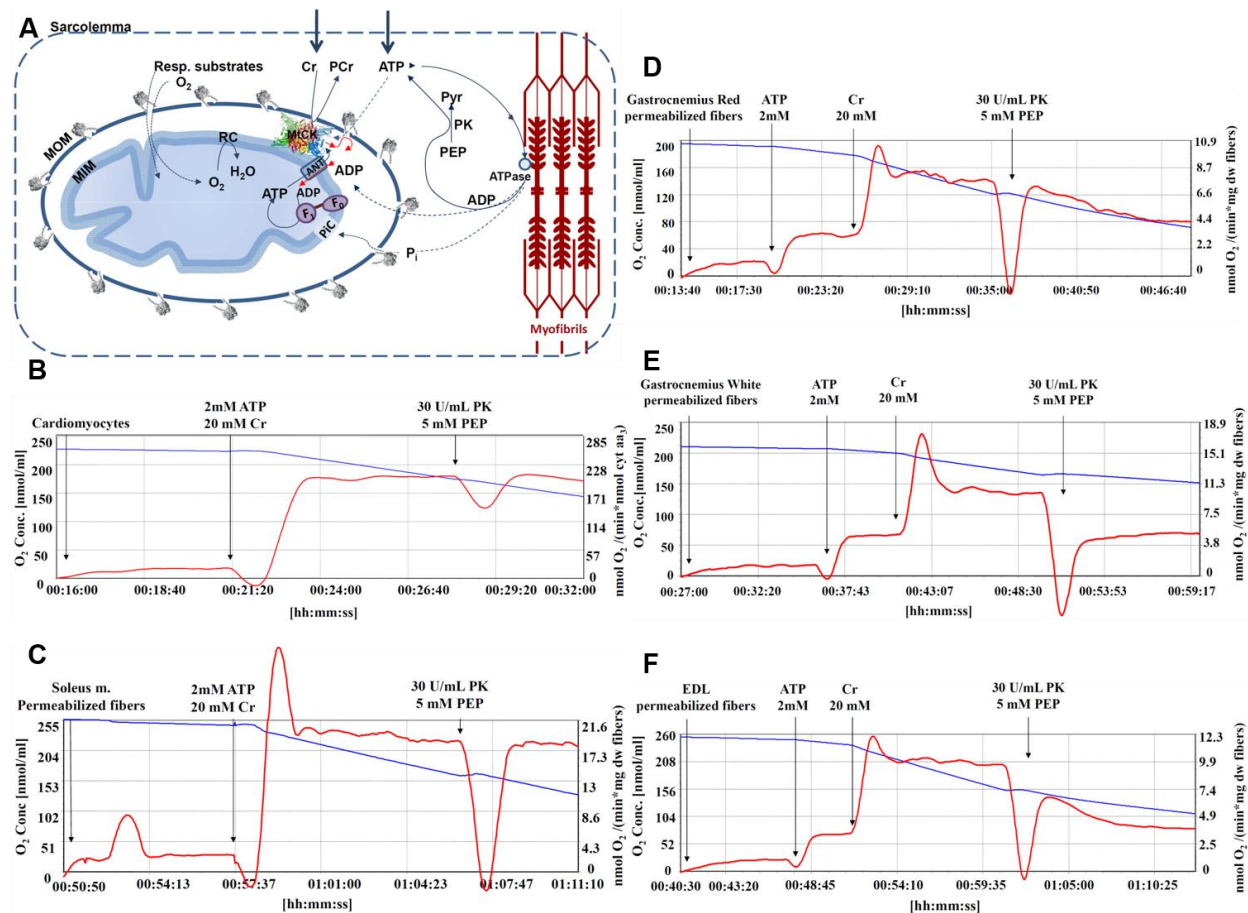 A
Sarcolemma
Resp. substrates
O2
Cr
PCr
ATP
Pyr
PK
PEP
ADP
ATPase
Myofibrils
MOM
MIM
RC
H2O
O2
MtCK
ANT
ADP
ATP
ADP
F1
F0
PiC
Pi
B
Cardiomyocytes
2mM ATP
20 mM Cr
30 U/mL PK
5 mM PEP
O2 Conc. [nmol/ml]
250
200
150
100
50
0
285
228
171
114
57
0
nmol O2 /(min*nmol cyt aa3)
00:16:00 00:18:40 00:21:20 00:24:00 00:26:40 00:29:20 00:32:00
[hh:mm:ss]
C
Soleus m.
Permeabilized fibers
2mM ATP
20 mM Cr
30 U/mL PK
5 mM PEP
O2 Conc [nmol/ml]
255
204
153
102
51
0
21.6
17.3
13
8.6
4.3
0
nmol O2 /(min*mg dw fibers)
00:50:50 00:54:13 00:57:37 01:01:00 01:04:23 01:07:47 01:11:10
[hh:mm:ss]
D
Gastrocnemius Red
permeabilized fibers
ATP
2mM
Cr
20 mM
30 U/mL PK
5 mM PEP
O2 Conc. [nmol/ml]
200
160
120
80
40
0
10.9
8.7
6.6
4.4
2.2
0
nmol O2 /(min*mg dw fibers)
00:13:40 00:17:30 00:23:20 00:29:10 00:35:00 00:40:50 00:46:40
[hh:mm:ss]
E
Gastrocnemius White
permeabilized fibers
ATP
2mM
Cr
20 mM
30 U/mL PK
5 mM PEP
O2 Conc.[nmol/ml]
250
200
150
100
50
0
18.9
15.1
11.3
7.5
3.8
0
nmol O2 /(min*mg dw fibers)
00:27:00 00:32:20 00:37:43 00:43:07 00:48:30 00:53:53 00:59:17
[hh:mm:ss]
F
EDL
permeabilized fibers
ATP
2mM
Cr
20 mM
30 U/mL PK
5 mM PEP
O2 Conc. [nmol/ml]
260
208
156
104
52
0
12.3
9.9
7.4
4.9
2.5
0
nmol O2 /(min*mg dw fibers)
00:40:30 00:43:20 00:48:45 00:54:10 00:59:35 01:05:00 01:10:25
[hh:mm:ss]